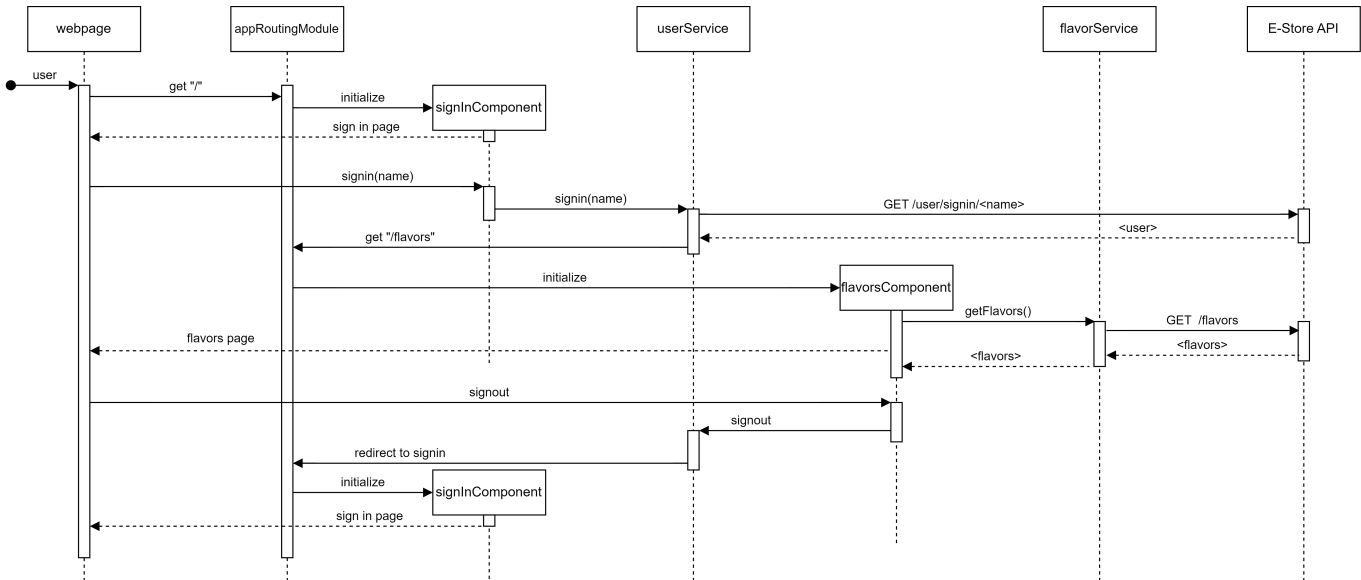 webpage
appRoutingModule
userService
flavorService
E-Store API
user
get "/"
initialize
signInComponent
sign in page
signin(name)
signin(name)
GET /user/signin/<name>
<user>
get "/flavors"
initialize
flavorsComponent
getFlavors()
GET  /flavors
flavors page
<flavors>
<flavors>
signout
signout
redirect to signin
initialize
signInComponent
sign in page